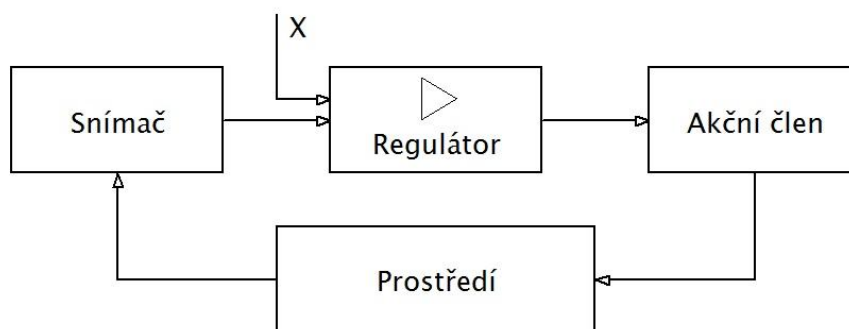 X
Snímač
Regulátor
Akční člen
Prostředí